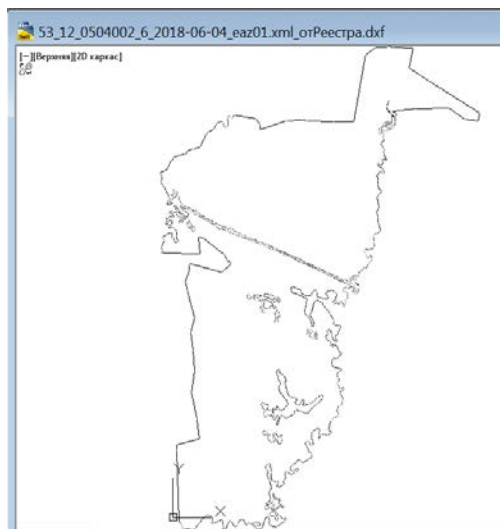 53_12_0504002_6_2018-06-04_eaz01.xml_отРеестра.dxf
[−][Верхняя][2D каркас]
Y
X